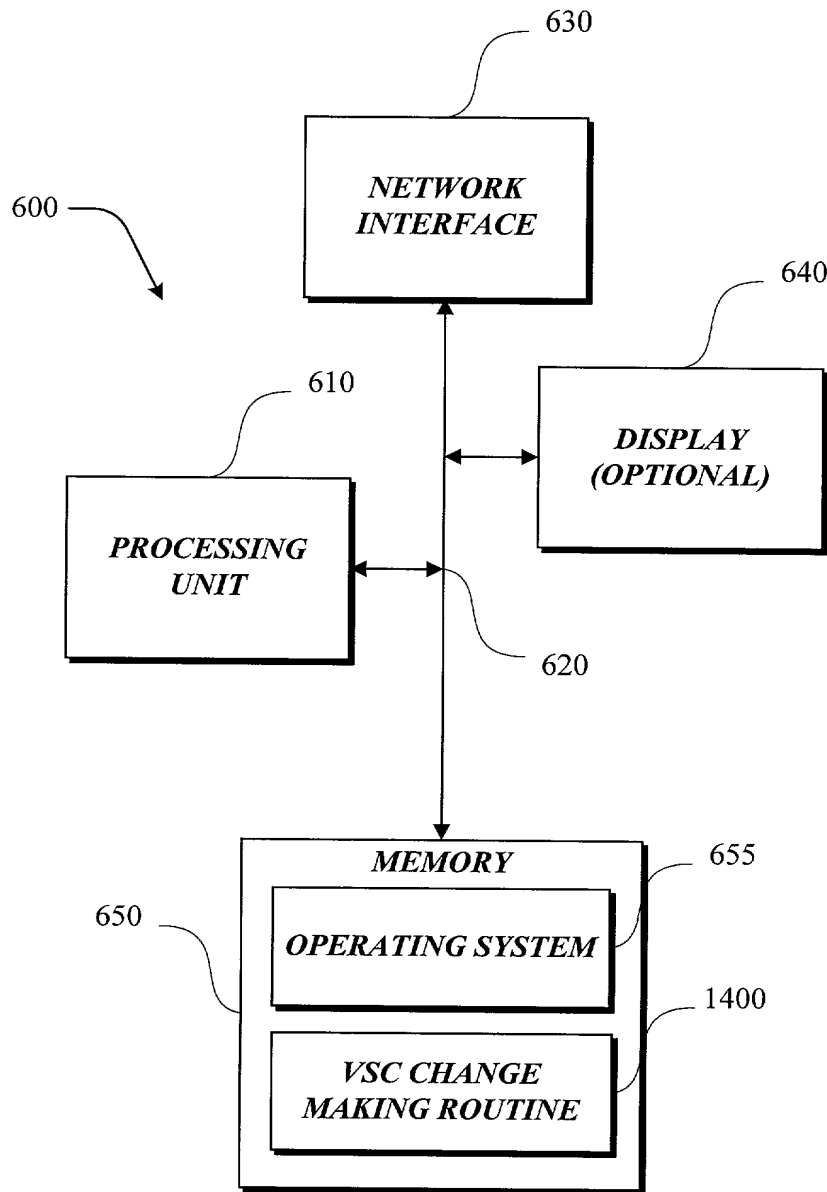 630
NETWORK
INTERFACE
600
640
610
DISPLAY
(OPTIONAL)
PROCESSING
UNIT
620
MEMORY
655
650
OPERATING SYSTEM
1400
VSC CHANGE
MAKING ROUTINE